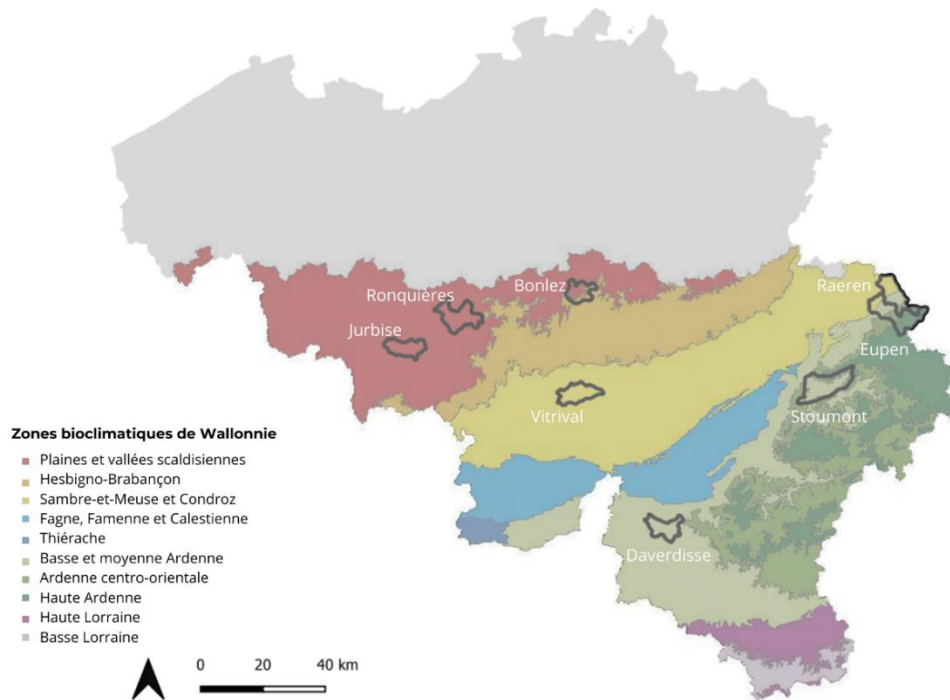 Bonlez
Ronquières
Raeren
Jurbise
Eupen
Vitrival
Stoumont
Daverdisse
Zones bioclimatiques de Wallonnie
Plaines et vallées scaldisiennes
Hesbigno-Brabançon
Sambre-et-Meuse et Condroz
Fagne, Famenne et Calestienne
Thiérache
Basse et moyenne Ardenne
Ardenne centro-orientale
Haute Ardenne
Haute Lorraine
Basse Lorraine
0 20 40 km